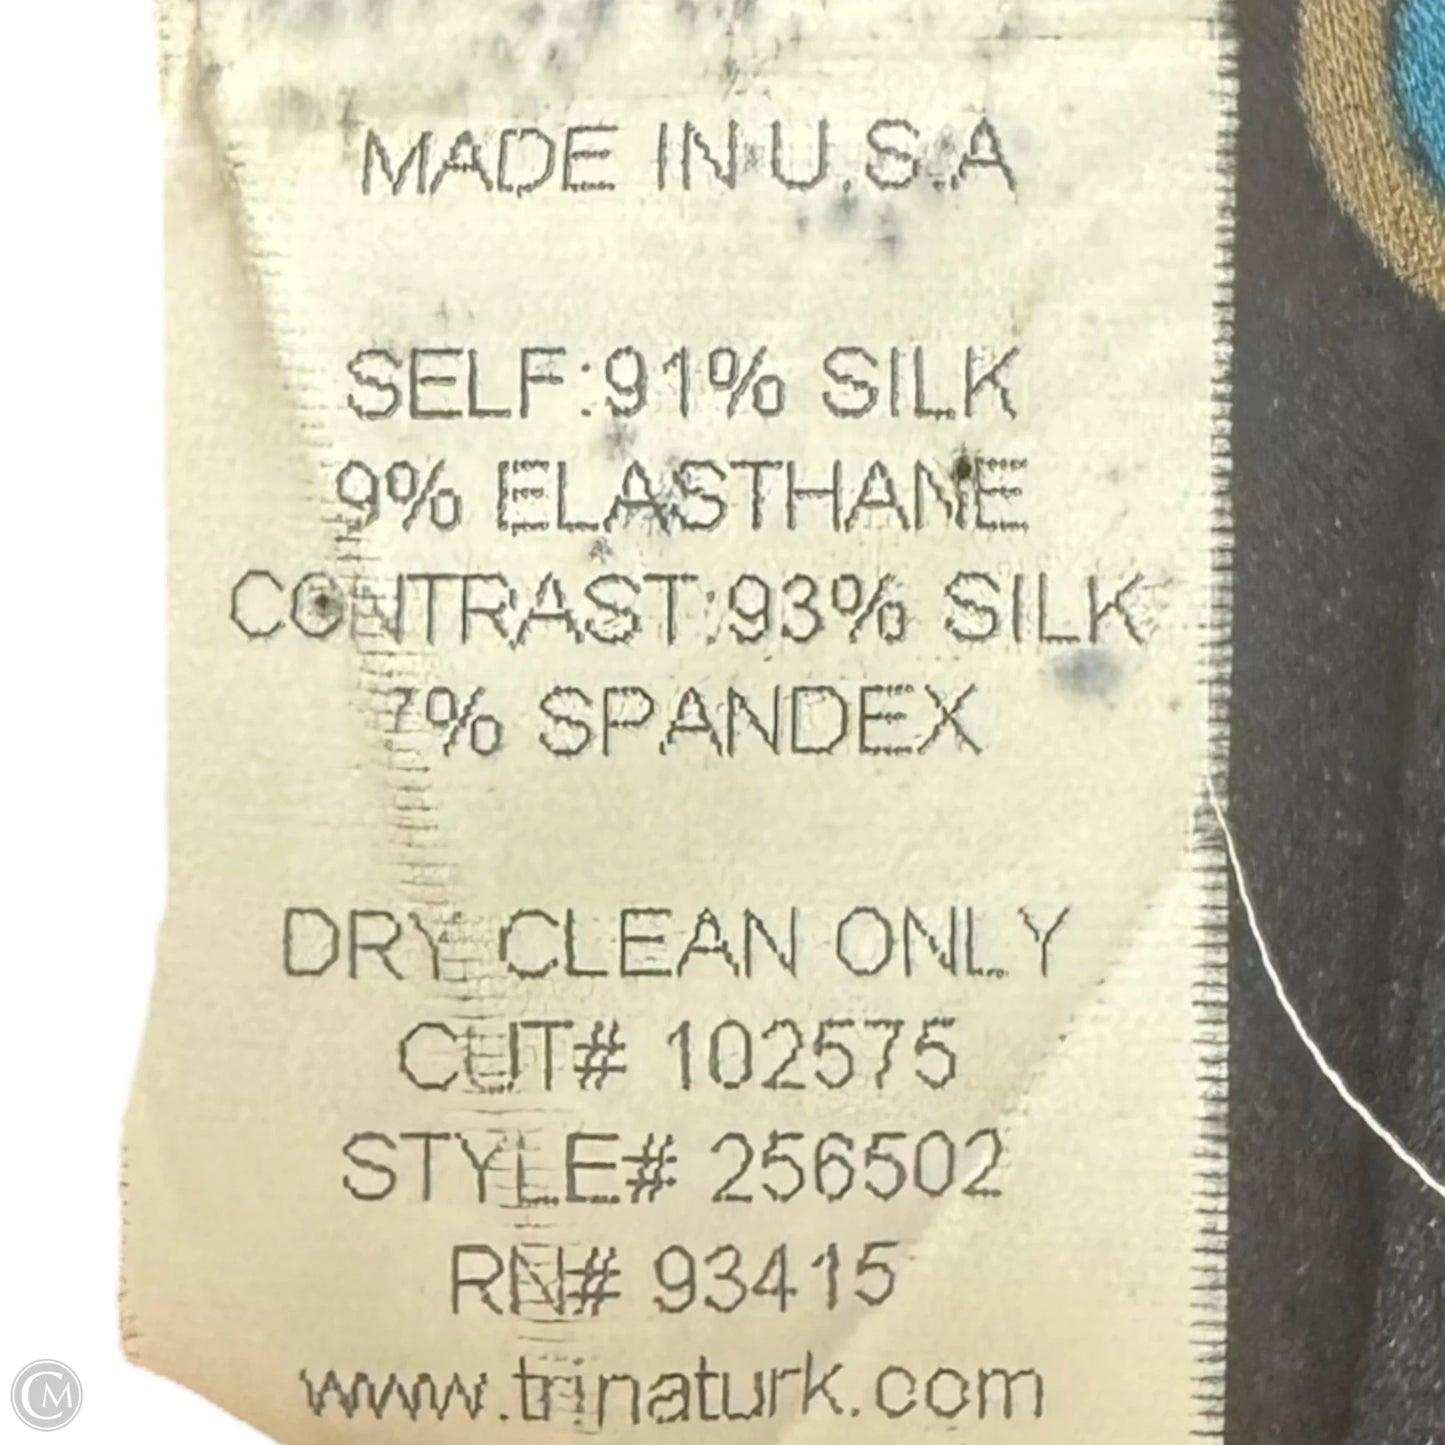 MADE IN U.S.A
SELF:91% SILK
9% ELASTHANE
CONTRAST:93% SILK
7% SPANDEX
DRY CLEAN ONLY
CUT# 102575
STYLE# 256502
RN# 93415
www.trinaturk.com
CM